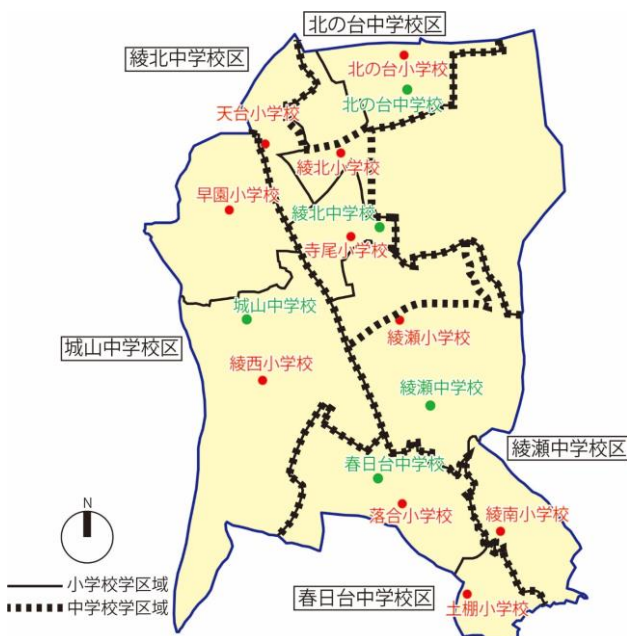 北の台中学校区
綾北中学校区
北の台小学校
北の台中学校
天台小学校
綾北小学校
早園小学校
綾北中学校
寺尾小学校
城山中学校
綾瀬小学校
城山中学校区
綾西小学校
綾瀬中学校
綾瀬中学校区
春日台中学校
落合小学校
綾南小学校
N
小学校学区域
中学校学区域
春日台中学校区
土棚小学校